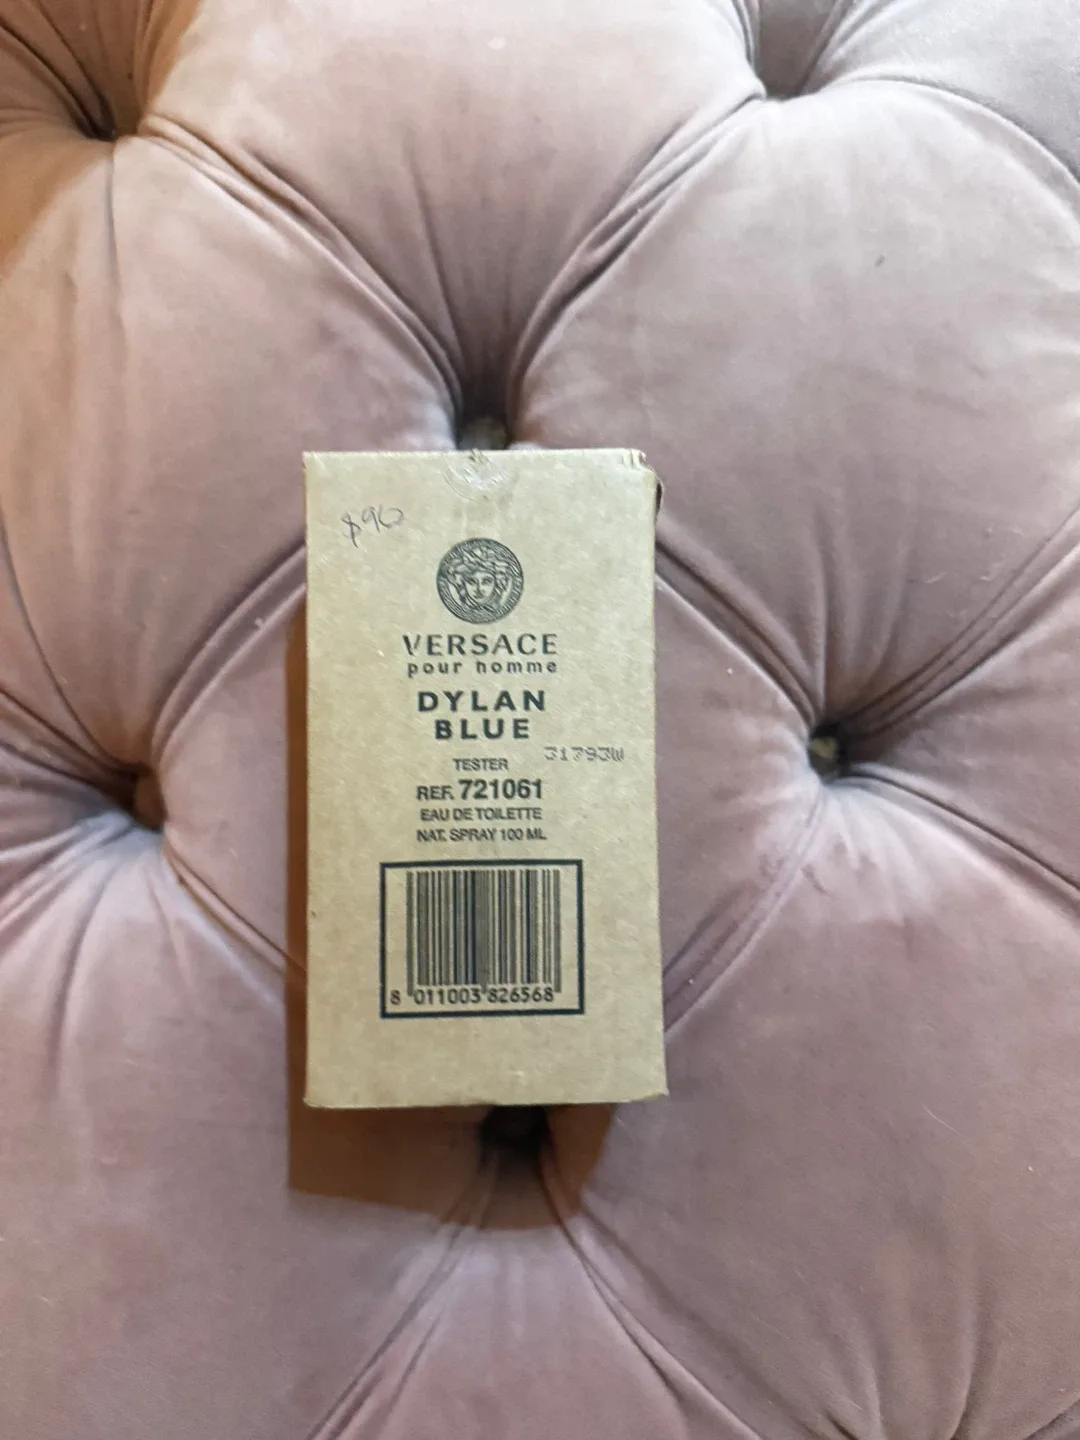 $96
VERSACE
pour homme
DYLAN
BLUE
31793W
TESTER
REF. 721061
EAU DE TOILETTE
NAT. SPRAY 100 ML
8 011003 826568